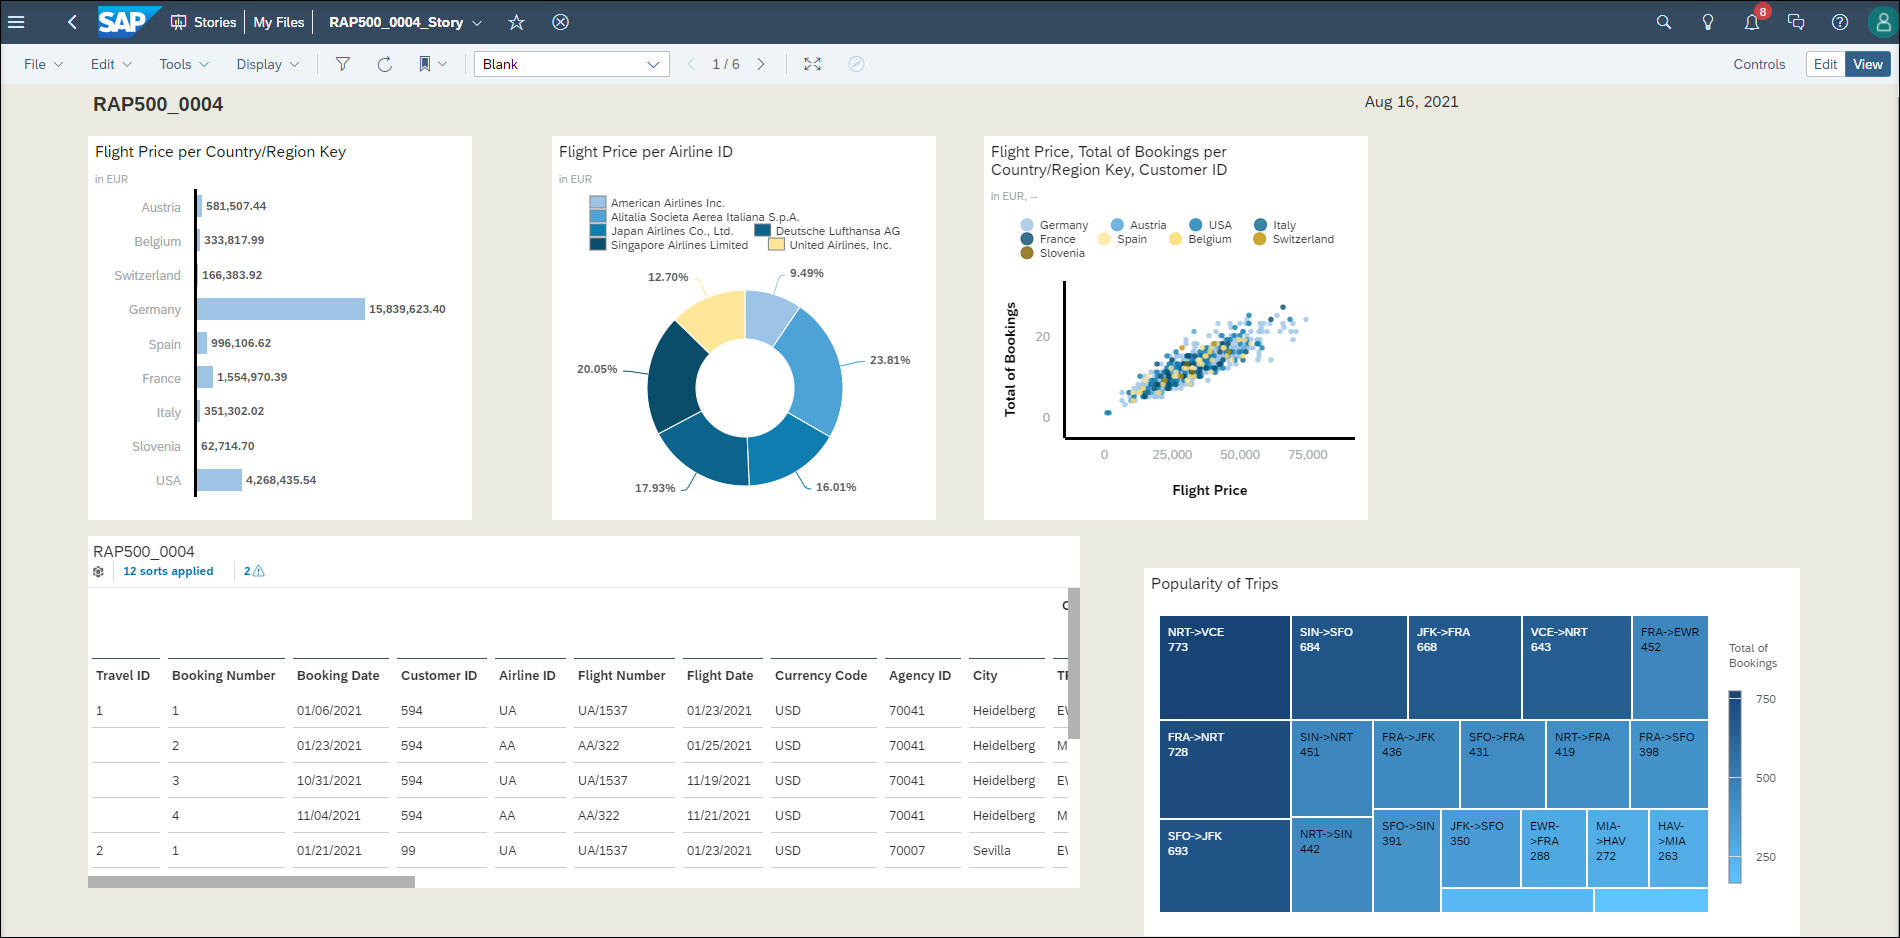 SAP Stories My Files RAP500_0004_Story 8
File Edit Tools Display Blank 1 / 6 Controls Edit View
RAP500_0004
Aug 16, 2021
Flight Price per Country/Region Key
in EUR
Austria 581,507.44
Belgium 333,817.99
Switzerland 166,383.92
Germany 15,839,623.40
Spain 996,106.62
France 1,554,970.39
Italy 351,302.02
Slovenia 62,714.70
USA 4,268,435.54
Flight Price per Airline ID
in EUR
American Airlines Inc.
Alitalia Societa Aerea Italiana S.p.A.
Japan Airlines Co., Ltd. Deutsche Lufthansa AG
Singapore Airlines Limited United Airlines, Inc.
12.70% 9.49%
23.81%
20.05%
17.93% 16.01%
Flight Price, Total of Bookings per
Country/Region Key, Customer ID
in EUR, --
Germany Austria USA Italy
France Spain Belgium Switzerland
Slovenia
Total of Bookings
20
0
0 25,000 50,000 75,000
Flight Price
RAP500_0004
12 sorts applied 2
Travel ID Booking Number Booking Date Customer ID Airline ID Flight Number Flight Date Currency Code Agency ID City
1 1 01/06/2021 594 UA UA/1537 01/23/2021 USD 70041 Heidelberg
2 01/23/2021 594 AA AA/322 01/25/2021 USD 70041 Heidelberg M
3 10/31/2021 594 UA UA/1537 11/19/2021 USD 70041 Heidelberg
4 11/04/2021 594 AA AA/322 11/21/2021 USD 70041 Heidelberg M
2 1 01/21/2021 99 UA UA/1537 01/23/2021 USD 70007 Sevilla
Popularity of Trips
NRT->VCE SIN->SFO JFK->FRA VCE->NRT FRA->EWR
773 684 668 643 452
FRA->NRT SIN->NRT FRA->JFK SFO->FRA NRT->FRA FRA->SFO
728 451 436 431 419 398
SFO->JFK NRT->SIN SFO->SIN JFK->SFO EWR- MIA- HAV-
693 442 391 350 >FRA >HAV >MIA
288 272 263
Total of
Bookings
750
500
250